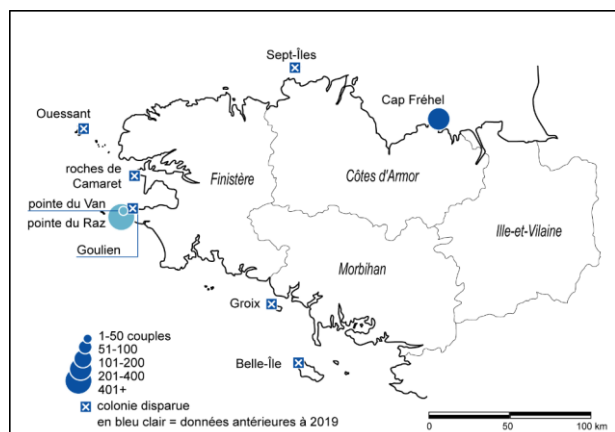 Sept-Îles
Cap Fréhel
Ouessant
roches de
Camaret
Finistère
Côtes d'Armor
pointe du Van
pointe du Raz
Ille-et-Vilaine
Goulien
Morbihan
Groix
Belle-Île
1-50 couples
51-100
101-200
201-400
401+
colonie disparue
en bleu clair = données antérieures à 2019
0 50 100 km